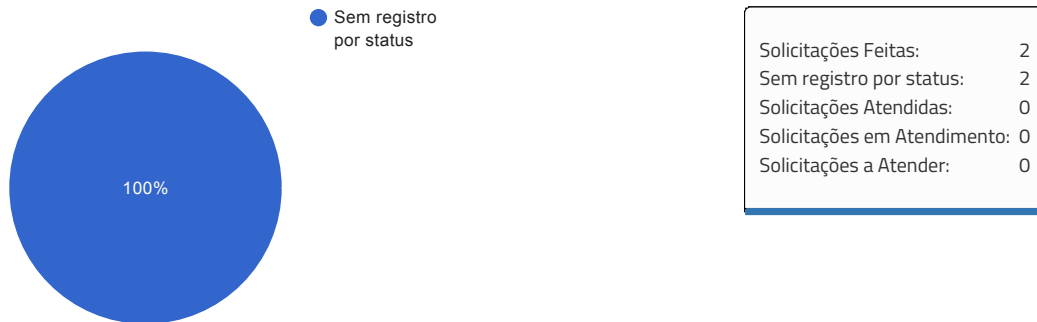 Sem registro
por status
100%
Solicitações Feitas: 2
Sem registro por status: 2
Solicitações Atendidas: 0
Solicitações em Atendimento: 0
Solicitações a Atender: 0